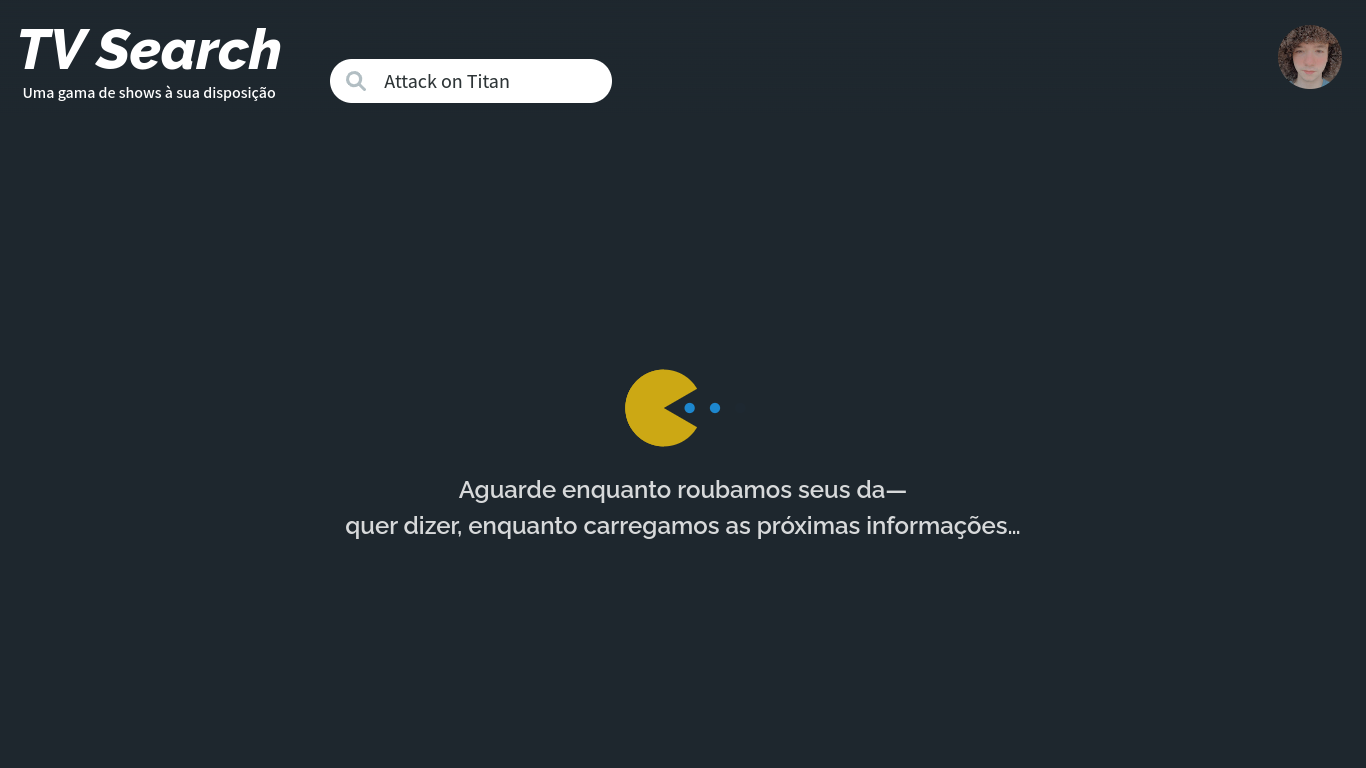 TV Search
Uma gama de shows à sua disposição
Attack on Titan
Aguarde enquanto roubamos seus da—
quer dizer, enquanto carregamos as próximas informações...